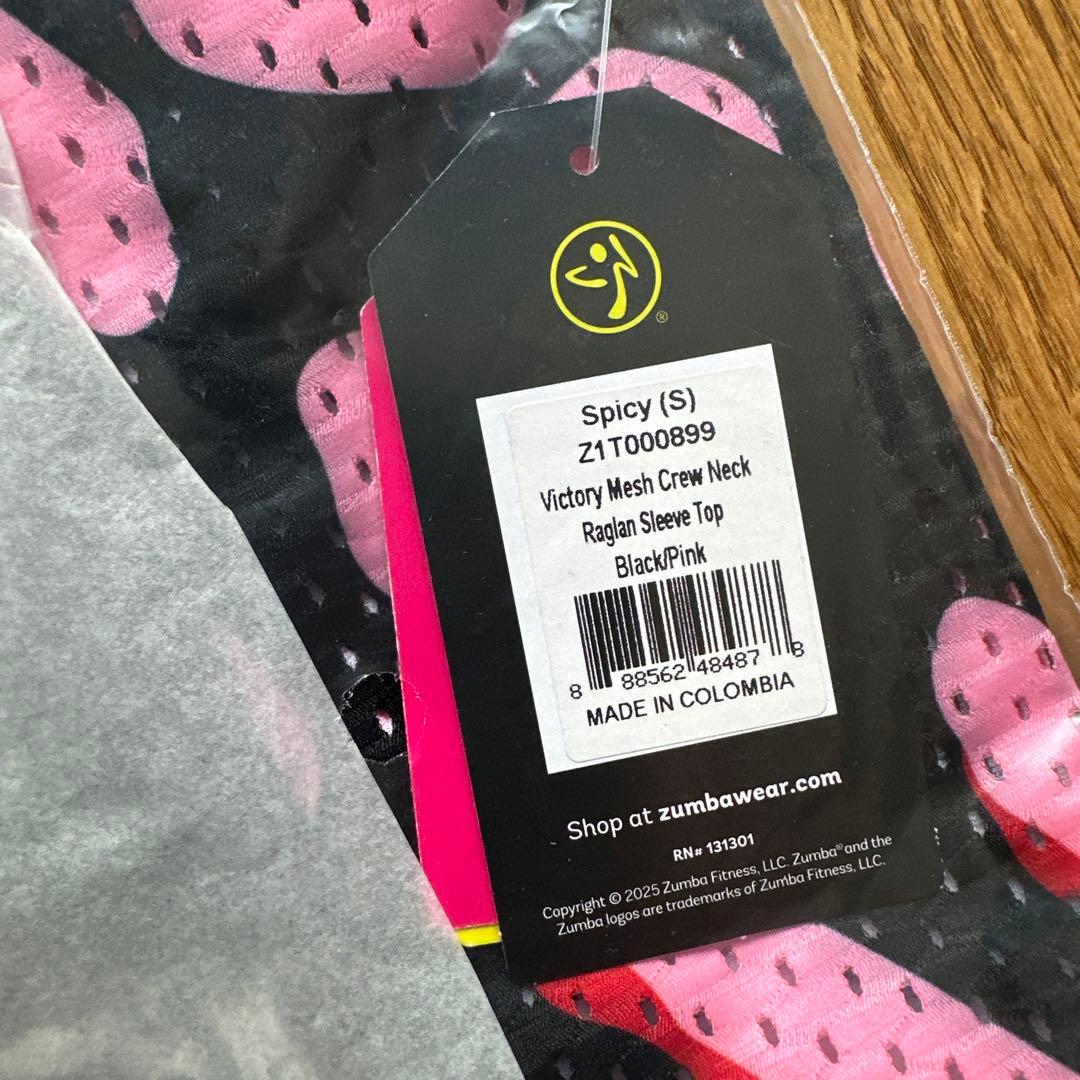 ®
Spicy (S)
Z1T000899
Victory Mesh Crew Neck
Raglan Sleeve Top
Black/Pink
8 88562 48487 8
MADE IN COLOMBIA
Shop at zumbawear.com
RN# 131301
Copyright © 2025 Zumba Fitness, LLC. Zumba® and the
Zumba logos are trademarks of Zumba Fitness, LLC.